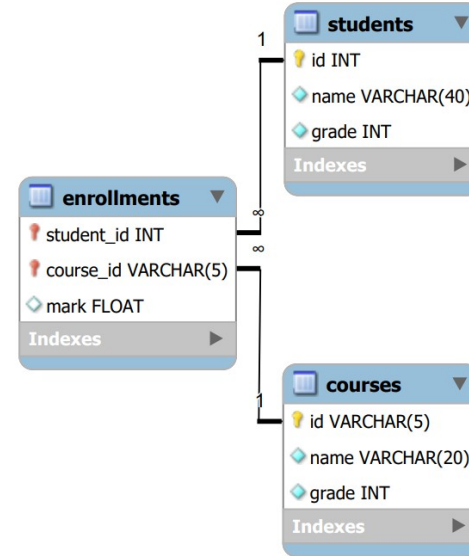 students
1
id INT
name VARCHAR(40)
grade INT
Indexes
enrollments
∞
student_id INT
∞
course_id VARCHAR(5)
mark FLOAT
Indexes
courses
1
id VARCHAR(5)
name VARCHAR(20)
grade INT
Indexes